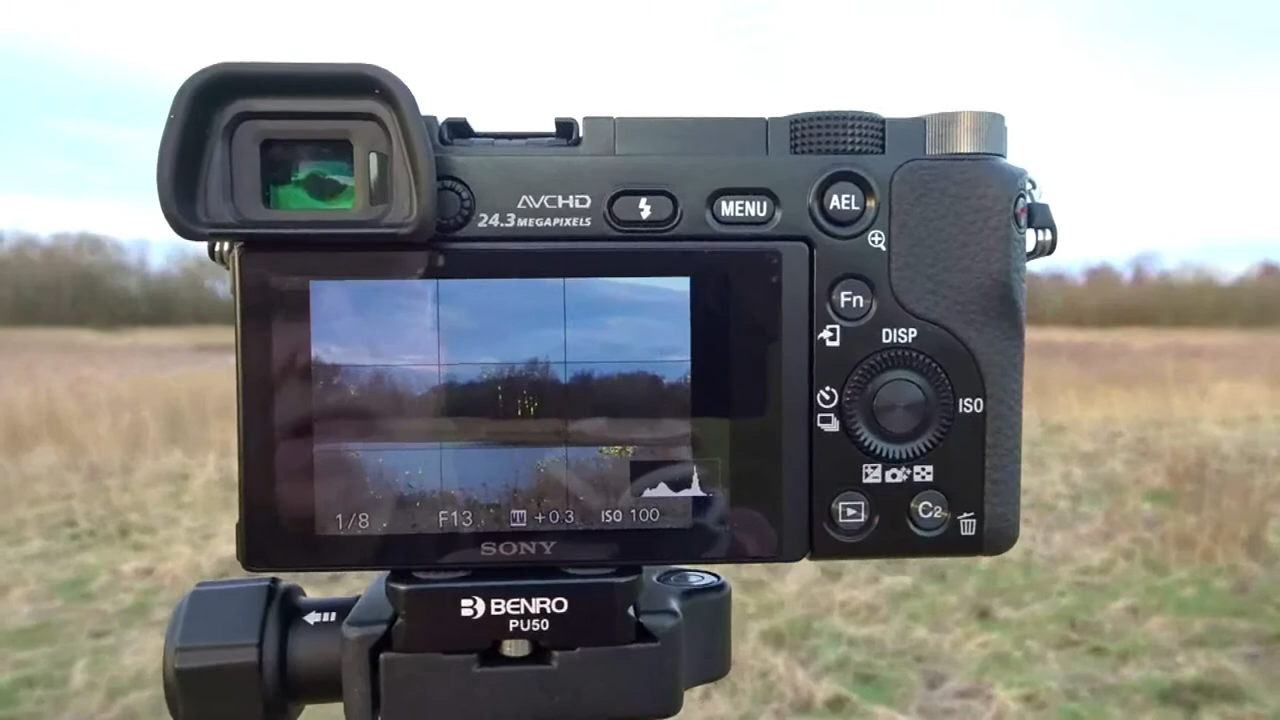 AVCHD
24.3 MEGAPIXELS
MENU
AEL
Fn
DISP
ISO
1/8 F13 +0.3 ISO 100
C2
SONY
BENRO
PU50